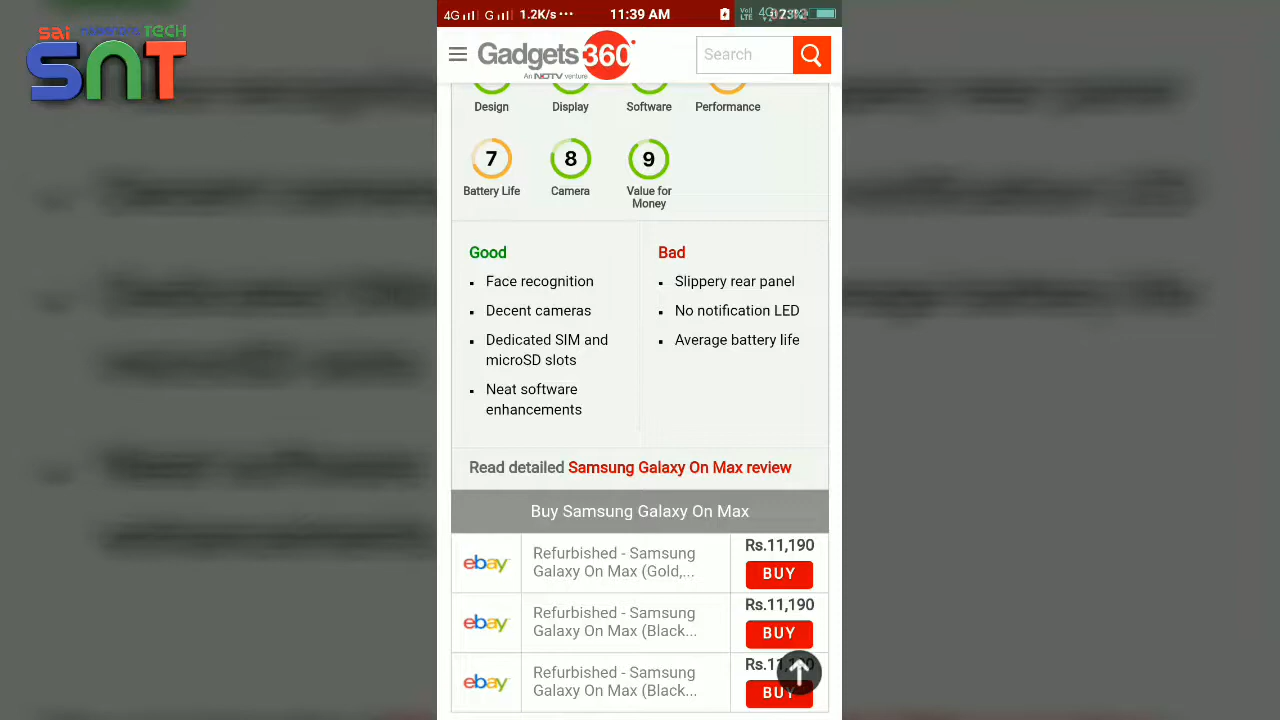 sai TECH
SNT
4G G 1.2K/s ··· 11:39 AM
Gadgets 360
An NDTV venture
Search
Design Display Software Performance
7 8 9
Battery Life Camera Value for
Money
Good
▪ Face recognition
▪ Decent cameras
▪ Dedicated SIM and
microSD slots
▪ Neat software
enhancements
Bad
▪ Slippery rear panel
▪ No notification LED
▪ Average battery life
Read detailed Samsung Galaxy On Max review
Buy Samsung Galaxy On Max
ebay Refurbished - Samsung
Galaxy On Max (Gold,...
Rs.11,190
BUY
ebay Refurbished - Samsung
Galaxy On Max (Black...
Rs.11,190
BUY
ebay Refurbished - Samsung
Galaxy On Max (Black...
BUY